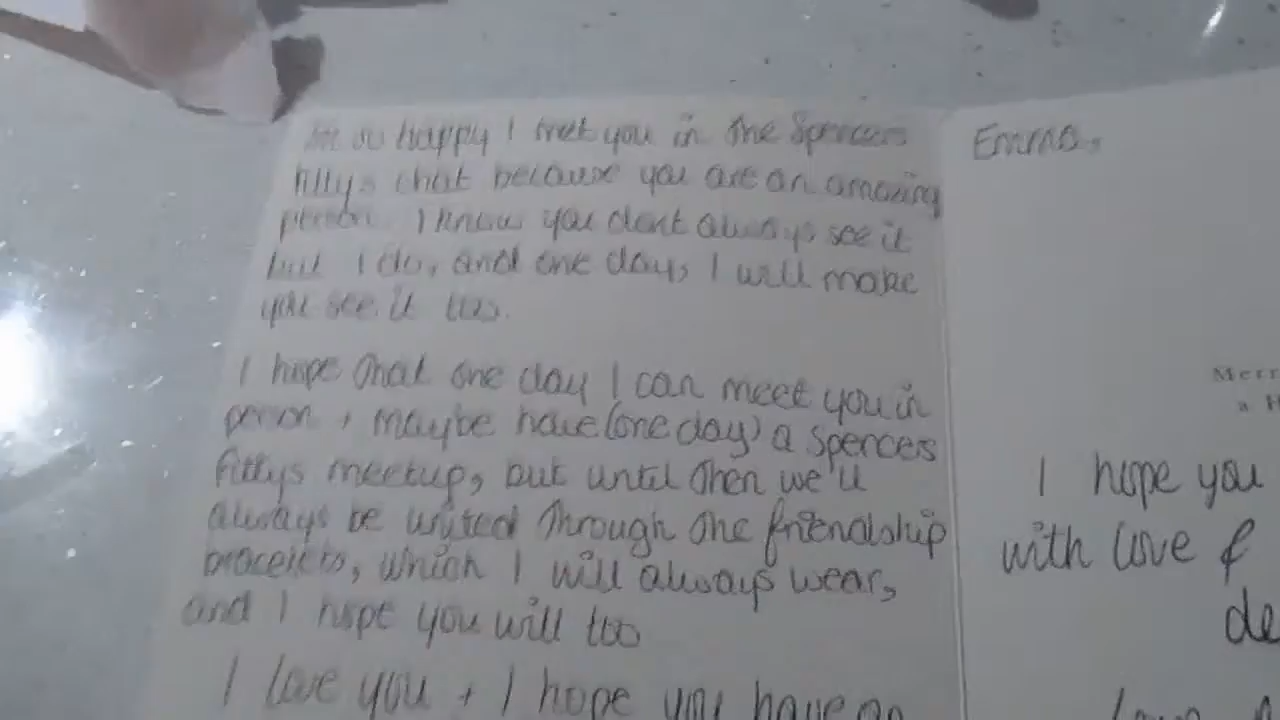 I'm so happy I met you in the Spencers
fittys chat because you are an amazing
person. I know you dont always see it
but I do, and one day, I will make
you see it too.
I hope that one day I can meet you in
person + maybe have (one day) a Spencers
fittys meetup, but until then we'll
always be united through the friendship
bracelets, which I will always wear,
and I hope you will too
I love you + I hope you have an
Emma,
Merr
a H
I hope you
with love &
de